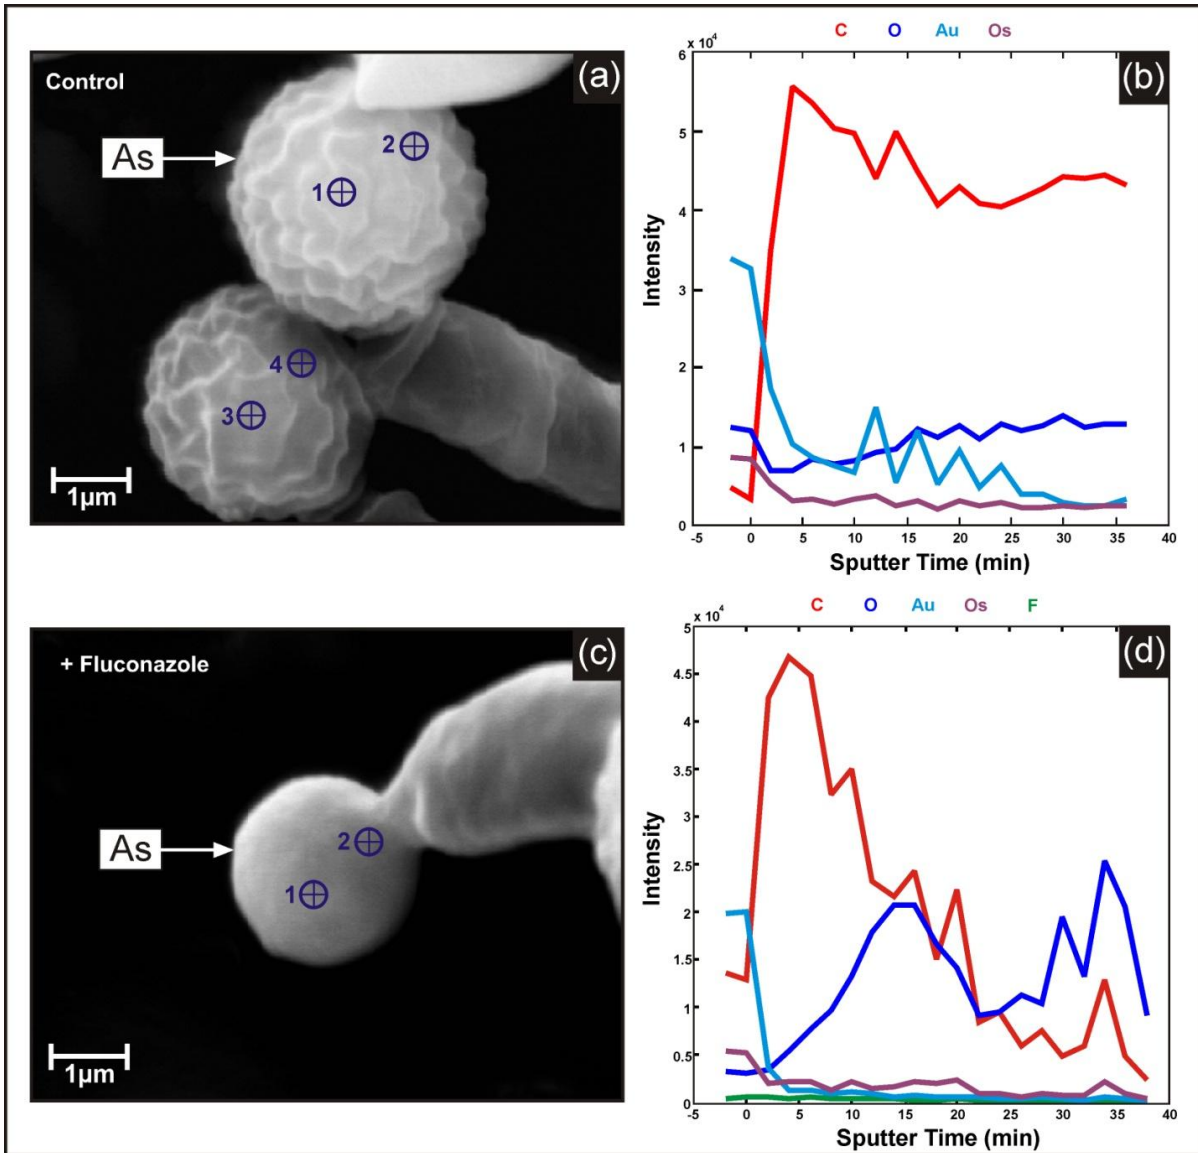 Control
(a)
As
1
2
3
4
1µm
C O Au Os
x 10⁴
(b)
6
5
4
3
2
1
0
Intensity
-5 0 5 10 15 20 25 30 35 40
Sputter Time (min)
+ Fluconazole
(c)
As
1
2
1µm
C O Au Os F
x 10⁴
(d)
5
4.5
4
3.5
3
2.5
2
1.5
1
0.5
0
Intensity
-5 0 5 10 15 20 25 30 35 40
Sputter Time (min)